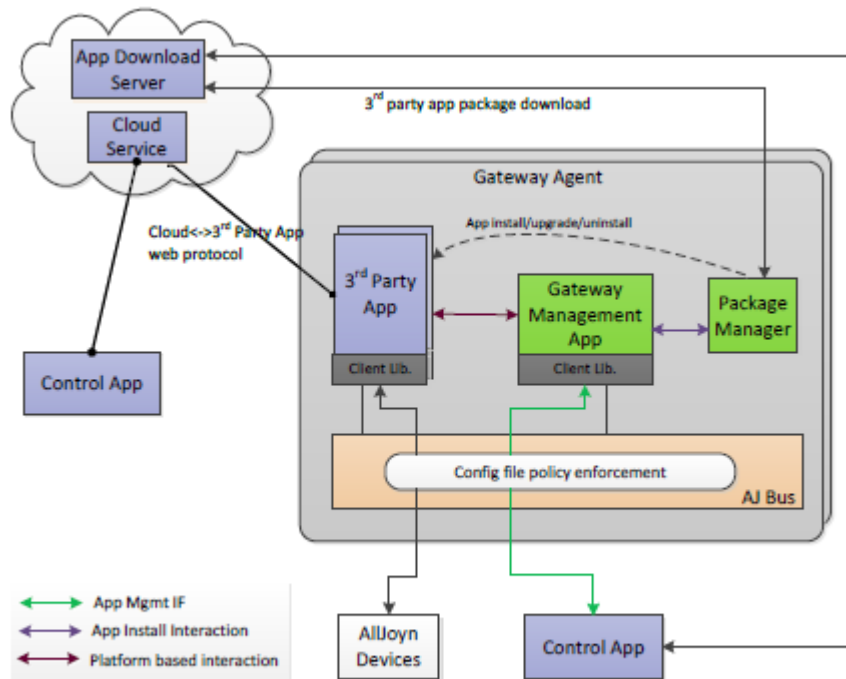 App Download
Server
3rd party app package download
Cloud
Service
Gateway Agent
Cloud<->3rd Party App
web protocol
App install/upgrade/uninstall
3rd Party
App
Gateway
Management
App
Package
Manager
Client Lib.
Client Lib.
Control App
Config file policy enforcement
AJ Bus
App Mgmt IF
App Install Interaction
Platform based interaction
AllJoyn
Devices
Control App